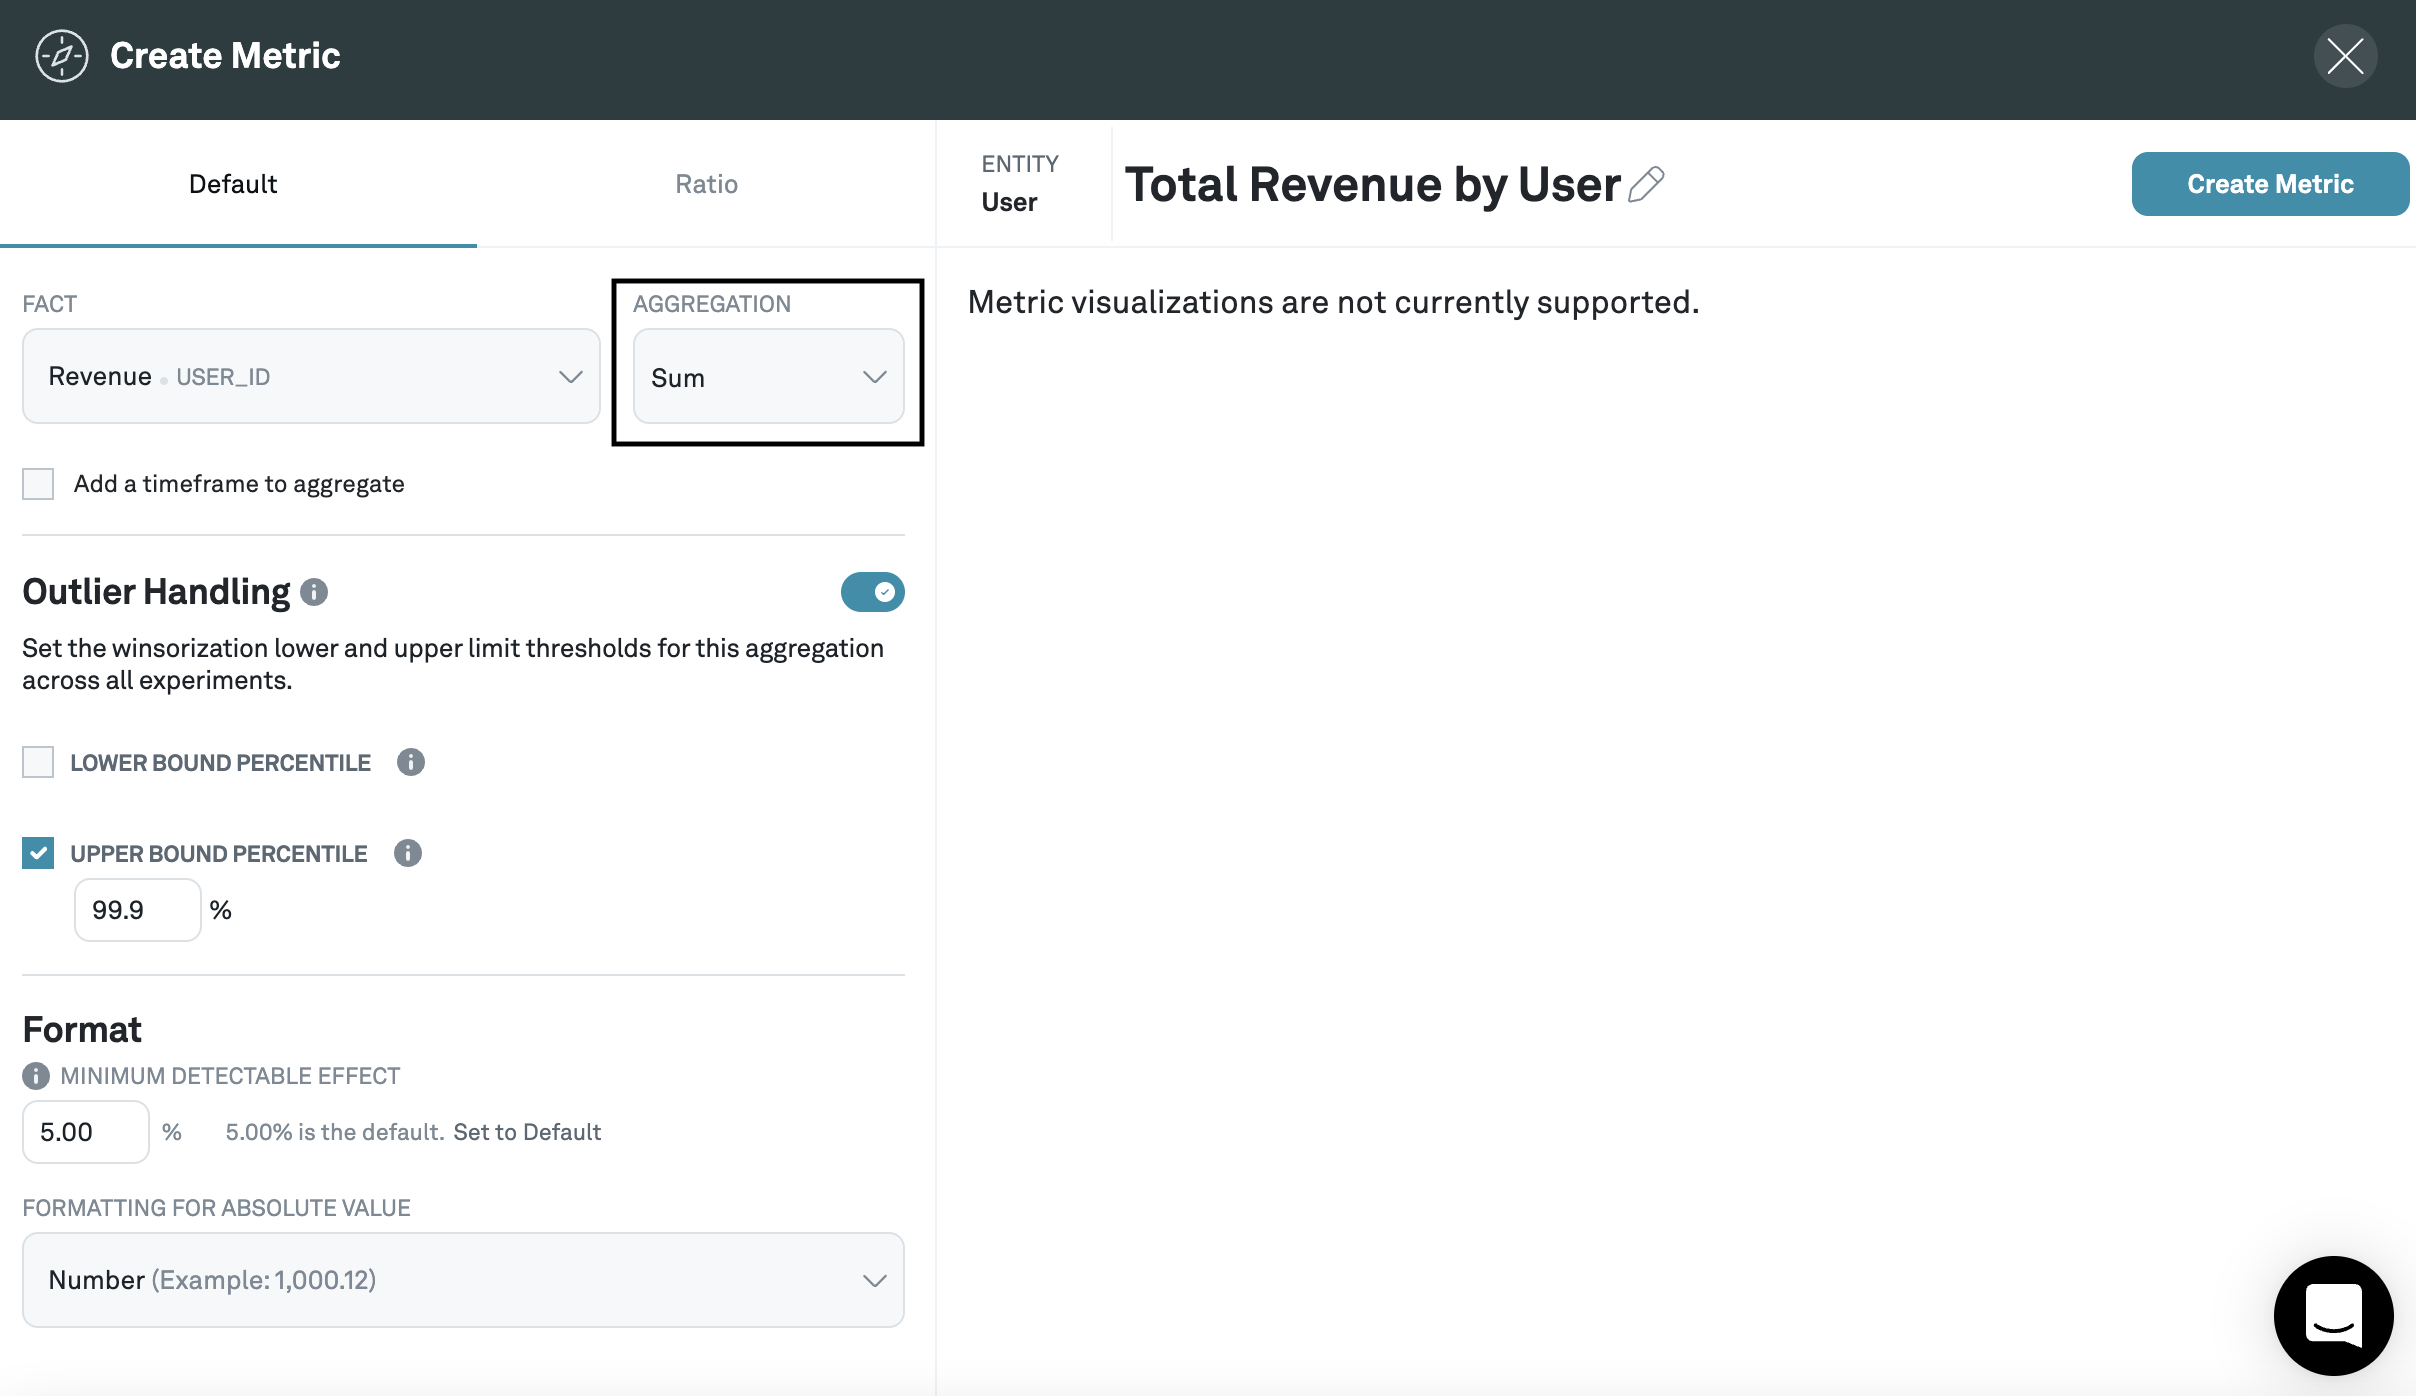 Create Metric
Default
Ratio
ENTITY
User
Total Revenue by User
Create Metric
FACT
AGGREGATION
Revenue • USER_ID
Sum
Metric visualizations are not currently supported.
Add a timeframe to aggregate
Outlier Handling
Set the winsorization lower and upper limit thresholds for this aggregation
across all experiments.
LOWER BOUND PERCENTILE
UPPER BOUND PERCENTILE
99.9 %
Format
MINIMUM DETECTABLE EFFECT
5.00 % 5.00% is the default. Set to Default
FORMATTING FOR ABSOLUTE VALUE
Number (Example: 1,000.12)